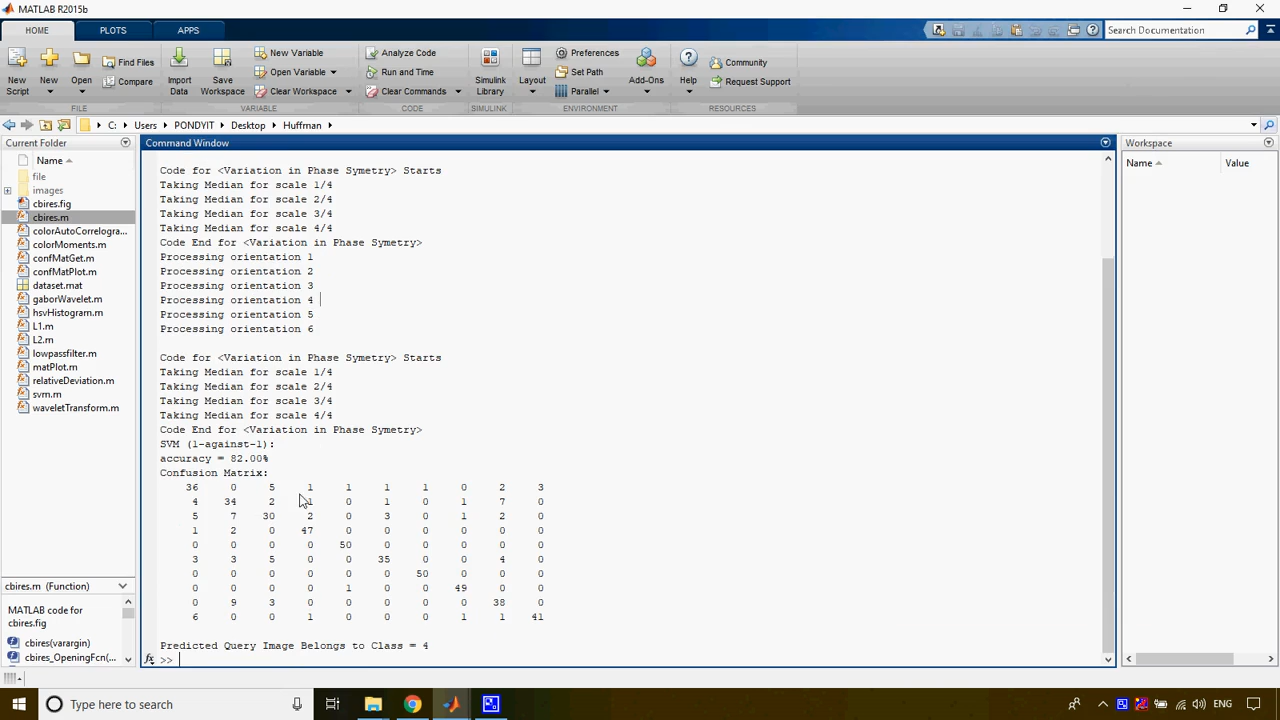 MATLAB R2015b
HOME PLOTS APPS
Search Documentation
New Script
New
Open
Find Files
Compare
Import Data
Save Workspace
New Variable
Open Variable
Clear Workspace
Analyze Code
Run and Time
Clear Commands
Simulink Library
Layout
Preferences
Set Path
Parallel
Add-Ons
Help
Community
Request Support
FILE VARIABLE CODE SIMULINK ENVIRONMENT RESOURCES
C: Users PONDYIT Desktop Huffman
Current Folder
Name
file
images
cbires.fig
cbires.m
colorAutoCorrelogra...
colorMoments.m
confMatGet.m
confMatPlot.m
dataset.mat
gaborWavelet.m
hsvHistogram.m
L1.m
L2.m
lowpassfilter.m
matPlot.m
relativeDeviation.m
svm.m
waveletTransform.m
cbires.m (Function)
MATLAB code for
cbires.fig
cbires(varargin)
cbires_OpeningFcn(...
Command Window
Code for <Variation in Phase Symetry> Starts
Taking Median for scale 1/4
Taking Median for scale 2/4
Taking Median for scale 3/4
Taking Median for scale 4/4
Code End for <Variation in Phase Symetry>
Processing orientation 1
Processing orientation 2
Processing orientation 3
Processing orientation 4
Processing orientation 5
Processing orientation 6
Code for <Variation in Phase Symetry> Starts
Taking Median for scale 1/4
Taking Median for scale 2/4
Taking Median for scale 3/4
Taking Median for scale 4/4
Code End for <Variation in Phase Symetry>
SVM (1-against-1):
accuracy = 82.00%
Confusion Matrix:
36 0 5 1 1 1 1 0 2 3
4 34 2 1 0 1 0 1 7 0
5 7 30 2 0 3 0 1 2 0
1 2 0 47 0 0 0 0 0 0
0 0 0 0 50 0 0 0 0 0
3 3 5 0 0 35 0 0 4 0
0 0 0 0 0 0 50 0 0 0
0 0 0 0 1 0 0 49 0 0
0 9 3 0 0 0 0 0 38 0
6 0 0 1 0 0 0 1 1 41
Predicted Query Image Belongs to Class = 4
fx >>
Workspace
Name Value
Type here to search
ENG